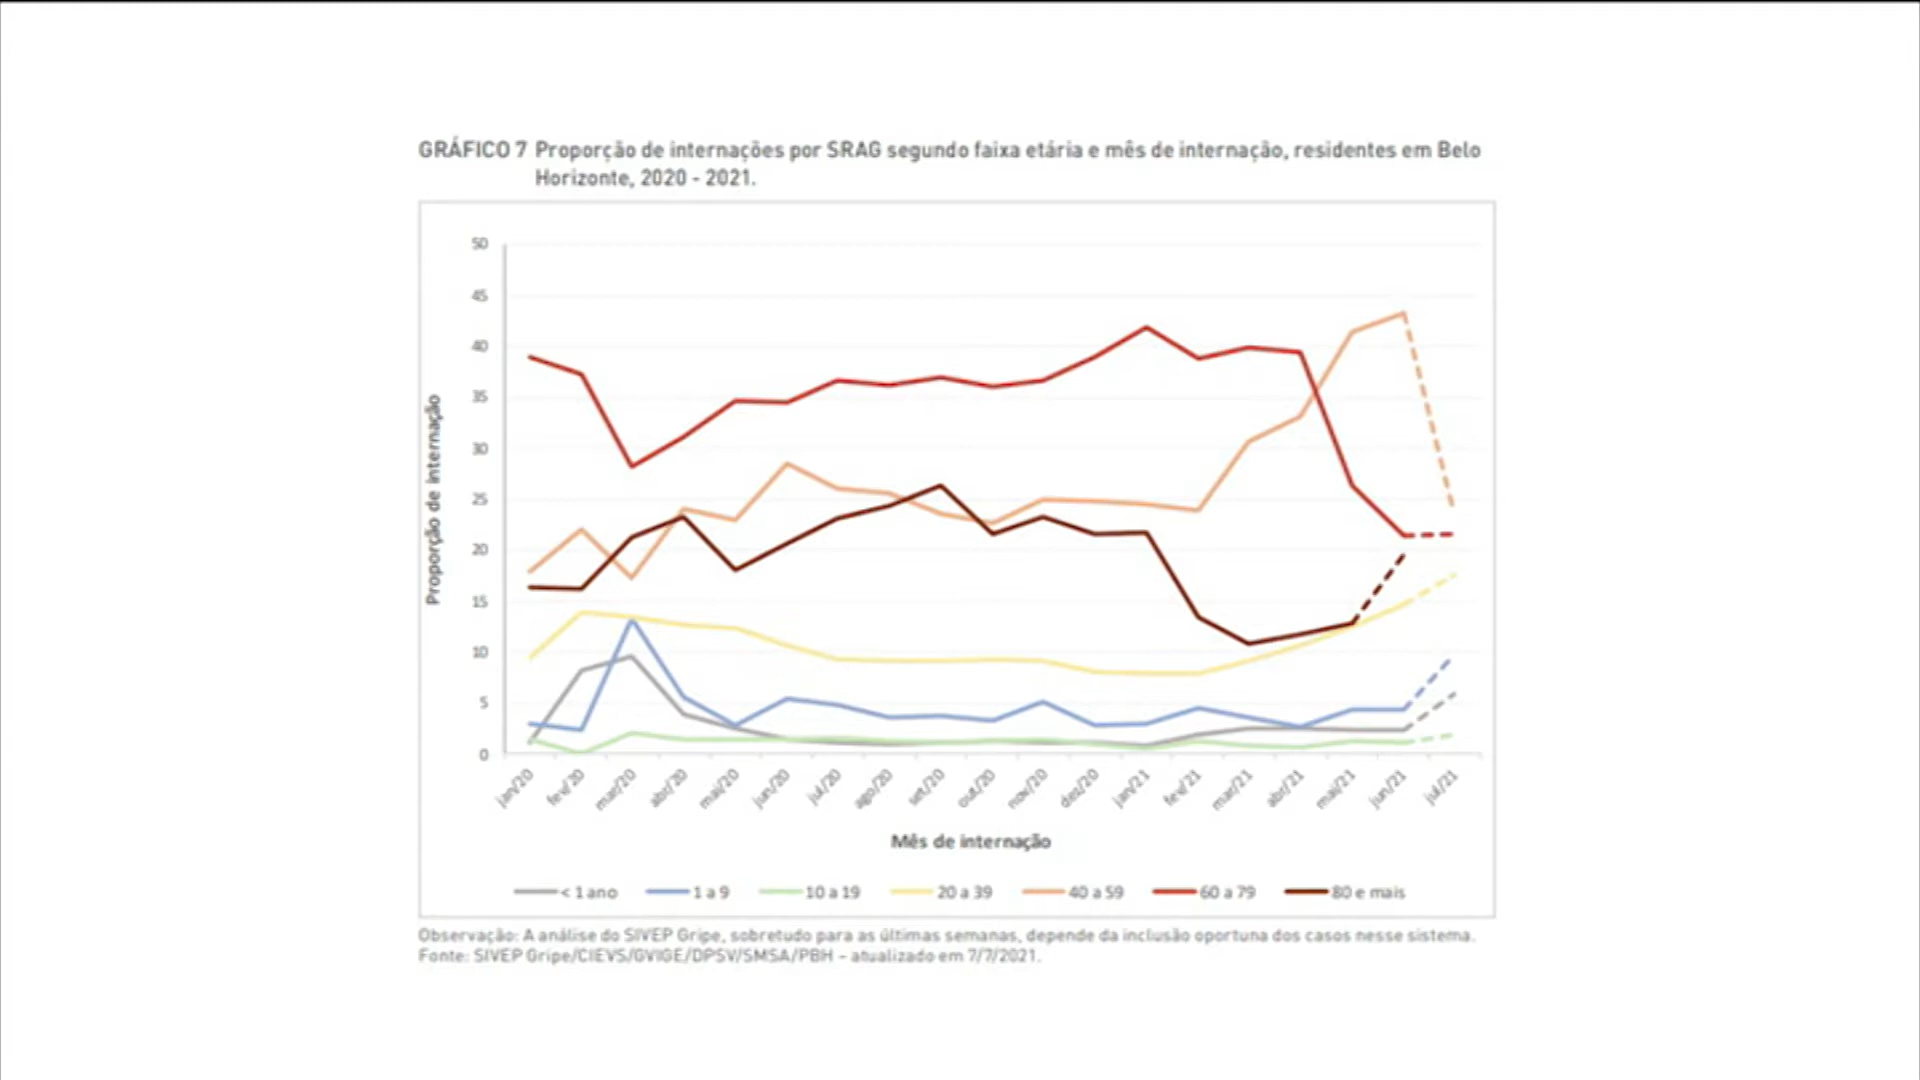 GRÁFICO 7 Proporção de internações por SRAG segundo faixa etária e mês de internação, residentes em Belo
Horizonte, 2020 - 2021.
50
45
40
35
30
25
20
15
10
5
0
Proporção de internação
jan/20 fev/20 mar/20 abr/20 mai/20 jun/20 jul/20 ago/20 set/20 out/20 nov/20 dez/20 jan/21 fev/21 mar/21 abr/21 mai/21 jun/21 jul/21
Mês de internação
< 1 ano 1 a 9 10 a 19 20 a 39 40 a 59 60 a 79 80 e mais
Observação: A análise do SIVEP Gripe, sobretudo para as últimas semanas, depende da inclusão oportuna dos casos nesse sistema.
Fonte: SIVEP Gripe/CIEVS/GVIGE/DPSV/SMSA/PBH – atualizado em 7/7/2021.